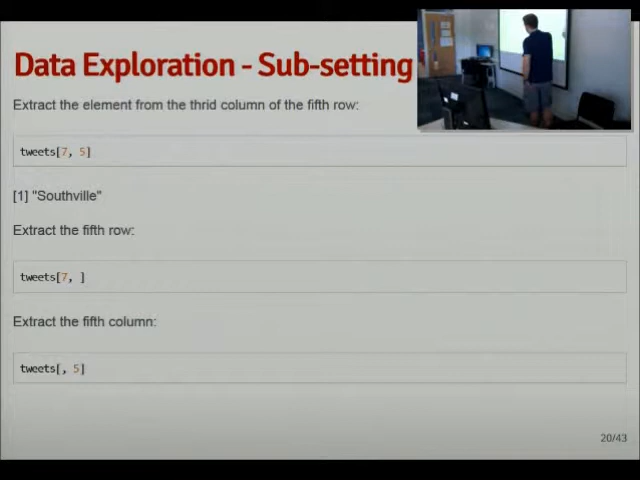 Data Exploration - Sub-setting
Extract the element from the thrid column of the fifth row:
tweets[7, 5]
[1] "Southville"
Extract the fifth row:
tweets[7, ]
Extract the fifth column:
tweets[, 5]
20/43